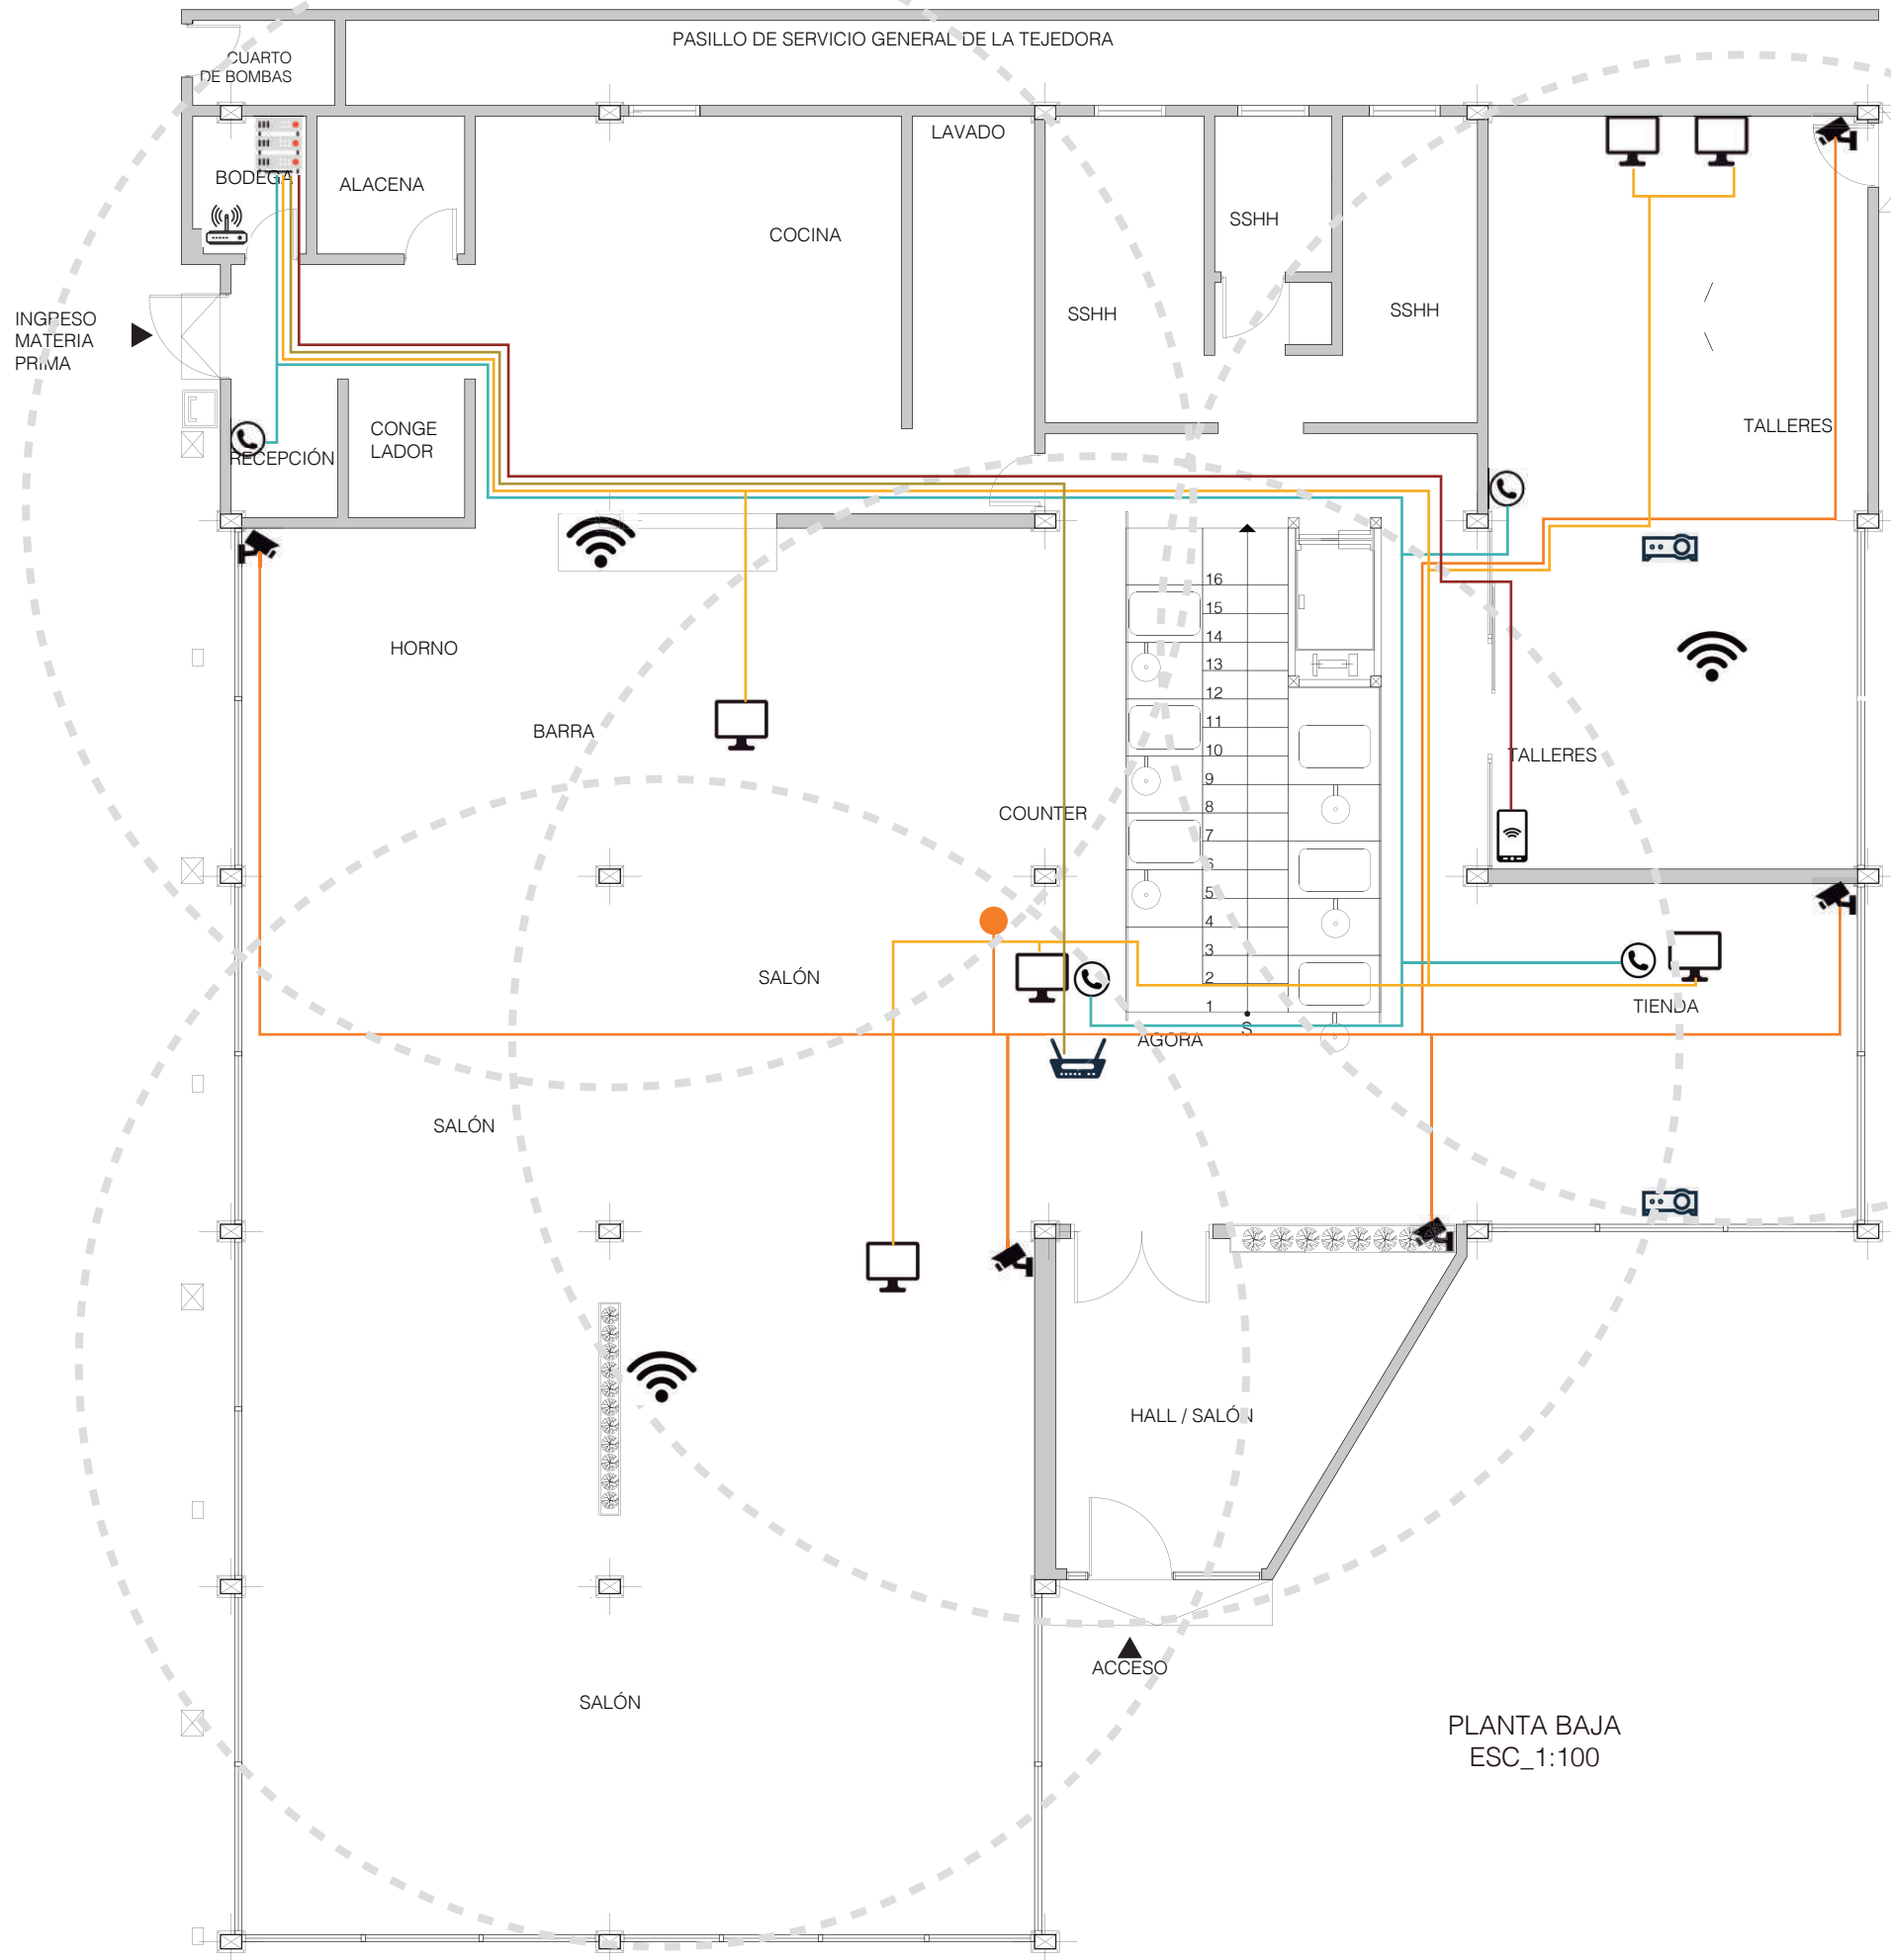 PASILLO DE SERVICIO GENERAL DE LA TEJEDORA
CUARTO
DE BOMBAS
LAVADO
BODEGA
ALACENA
COCINA
SSHH
SSHH
SSHH
INGRESO
MATERIA
PRIMA
TALLERES
CONGE
LADOR
RECEPCIÓN
16
15
14
13
12
11
10
9
8
7
6
5
4
3
2
1
S
HORNO
BARRA
TALLERES
COUNTER
SALÓN
TIENDA
AGORA
SALÓN
HALL / SALÓN
ACCESO
SALÓN
PLANTA BAJA
ESC_1:100